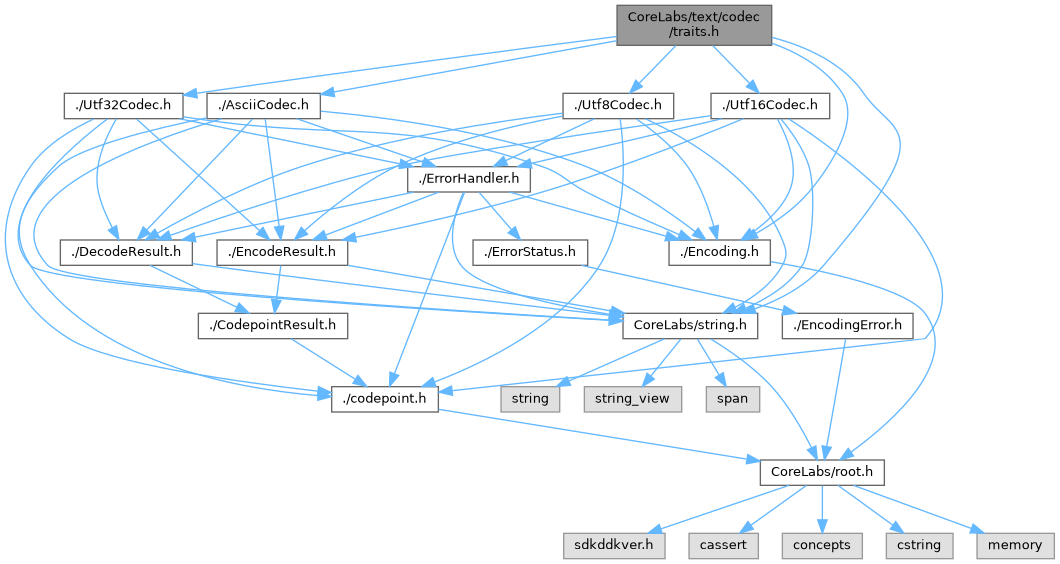 CoreLabs/text/codec
/traits.h
./Utf32Codec.h
./AsciiCodec.h
./Utf8Codec.h
./Utf16Codec.h
./ErrorHandler.h
./DecodeResult.h
./EncodeResult.h
./ErrorStatus.h
./Encoding.h
./CodepointResult.h
CoreLabs/string.h
./EncodingError.h
./codepoint.h
string
string_view
span
CoreLabs/root.h
sdkddkver.h
cassert
concepts
cstring
memory